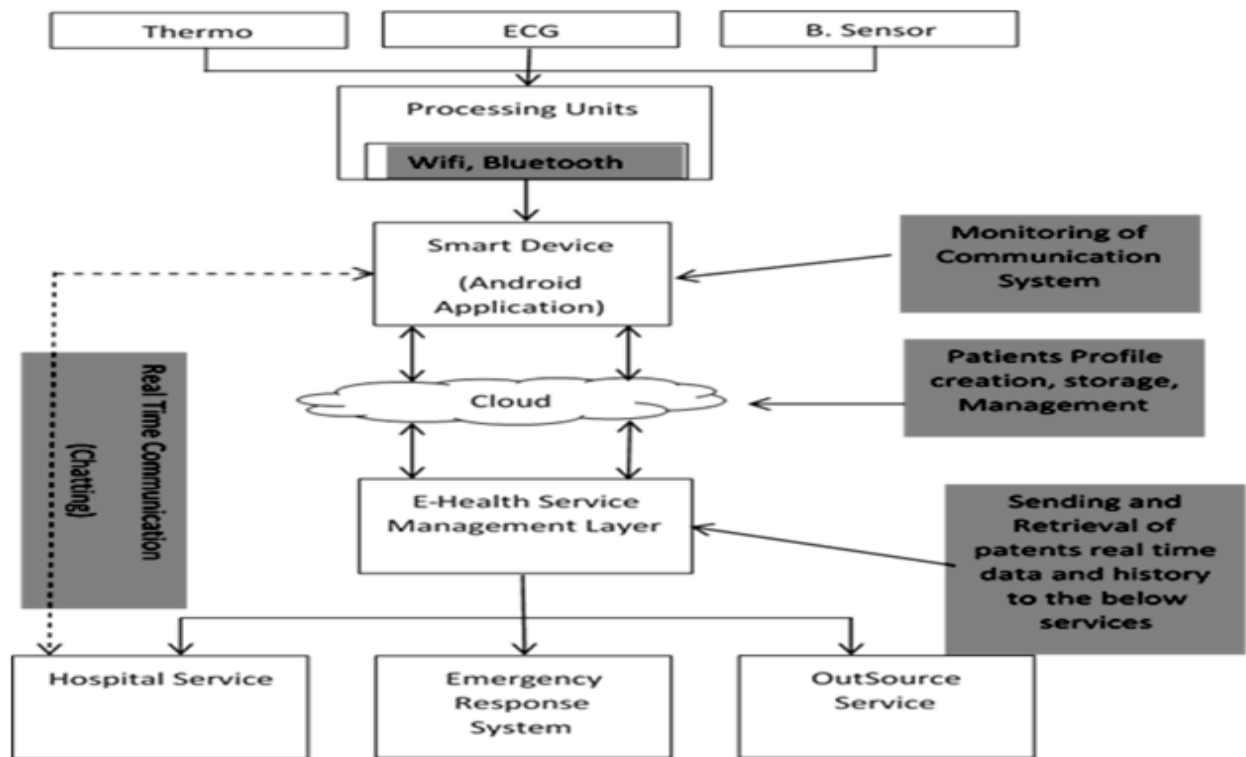 Thermo
ECG
B. Sensor
Processing Units
Wifi, Bluetooth
Smart Device
(Android
Application)
Monitoring of
Communication
System
Real Time Communication
(Chatting)
Cloud
Patients Profile
creation, storage,
Management
E-Health Service
Management Layer
Sending and
Retrieval of
patents real time
data and history
to the below
services
Hospital Service
Emergency
Response
System
OutSource
Service